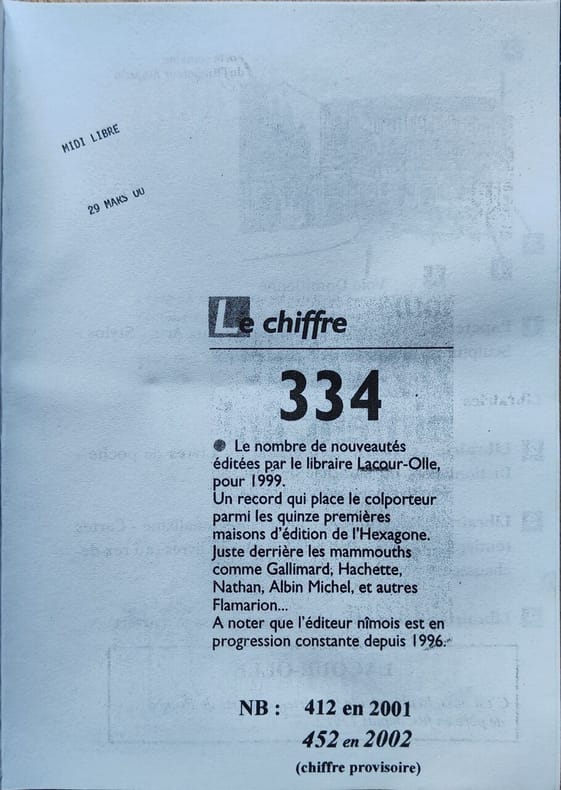 MIDI LIBRE
29 MARS 00
Le chiffre
334
● Le nombre de nouveautés
éditées par le libraire Lacour-Olle,
pour 1999.
Un record qui place le colporteur
parmi les quinze premières
maisons d'édition de l'Hexagone.
Juste derrière les mammouths
comme Gallimard, Hachette,
Nathan, Albin Michel, et autres
Flamarion...
A noter que l'éditeur nîmois est en
progression constante depuis 1996.
NB : 412 en 2001
452 en 2002
(chiffre provisoire)